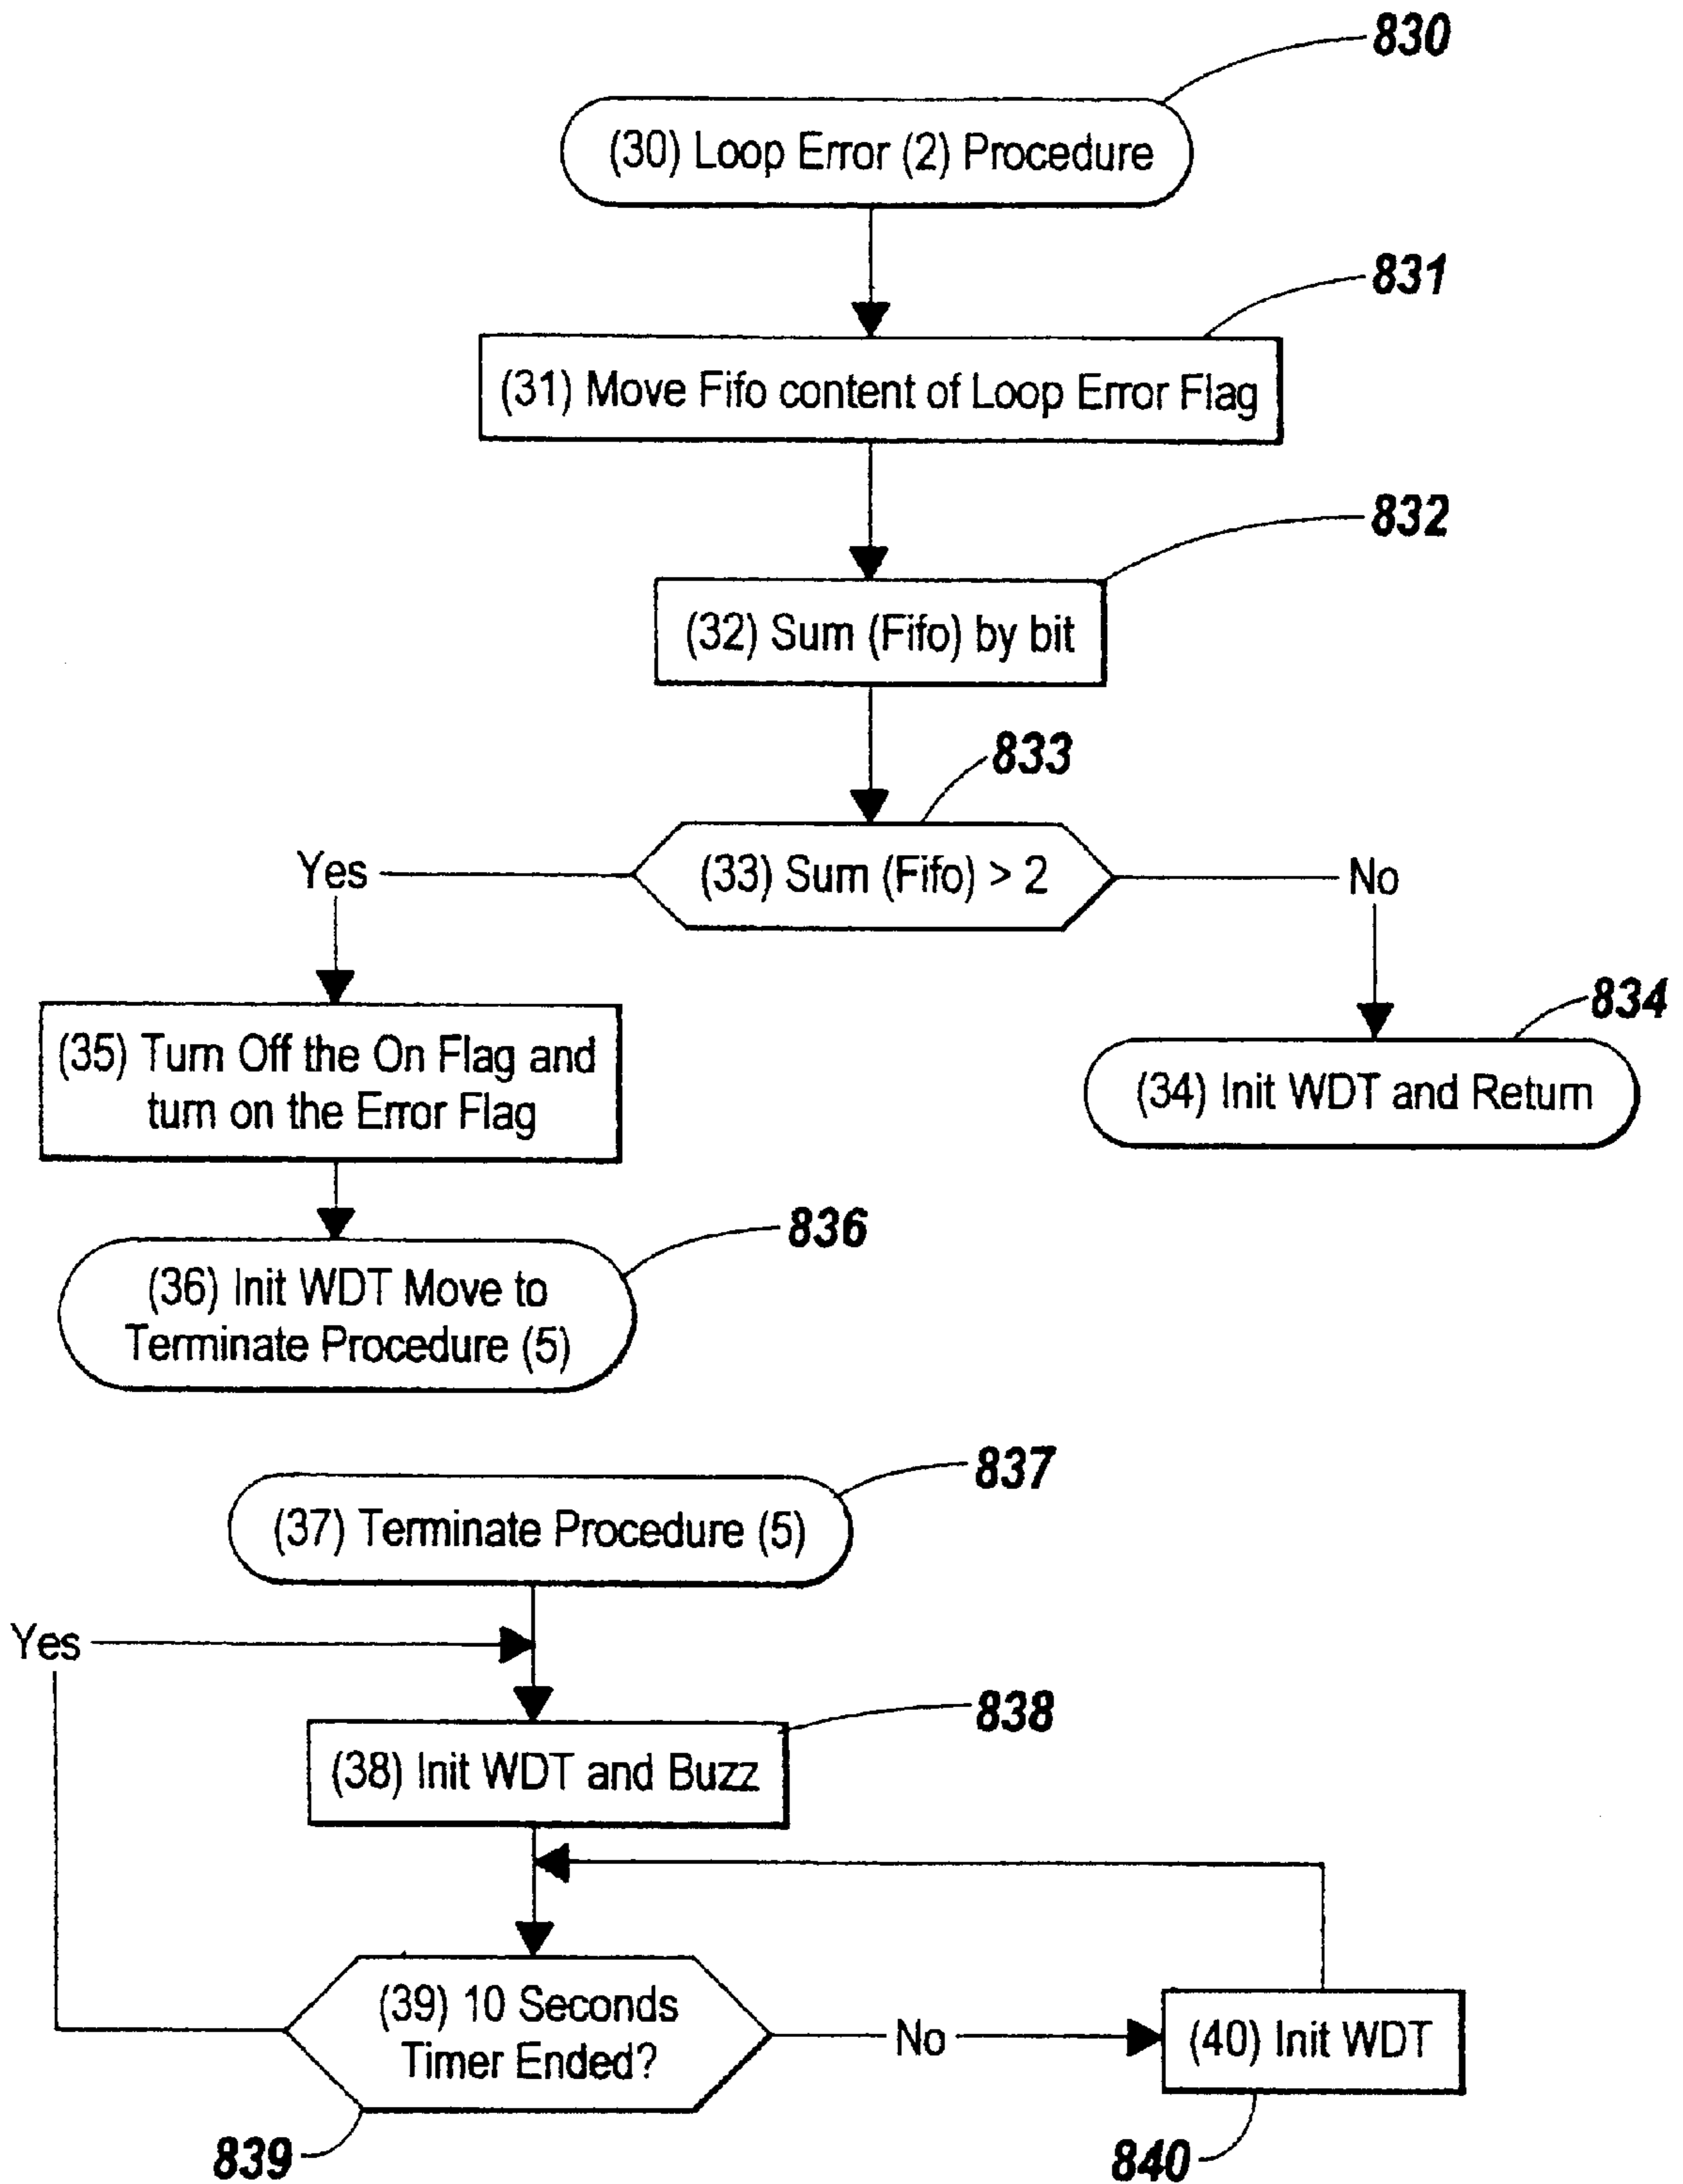 830
(30) Loop Error (2) Procedure
831
(31) Move Fifo content of Loop Error Flag
832
(32) Sum (Fifo) by bit
833
Yes
(33) Sum (Fifo) > 2
No
834
(35) Turn Off the On Flag and
turn on the Error Flag
(34) Init WDT and Return
836
(36) Init WDT Move to
Terminate Procedure (5)
837
(37) Terminate Procedure (5)
Yes
838
(38) Init WDT and Buzz
(39) 10 Seconds
Timer Ended?
No
(40) Init WDT
839
840